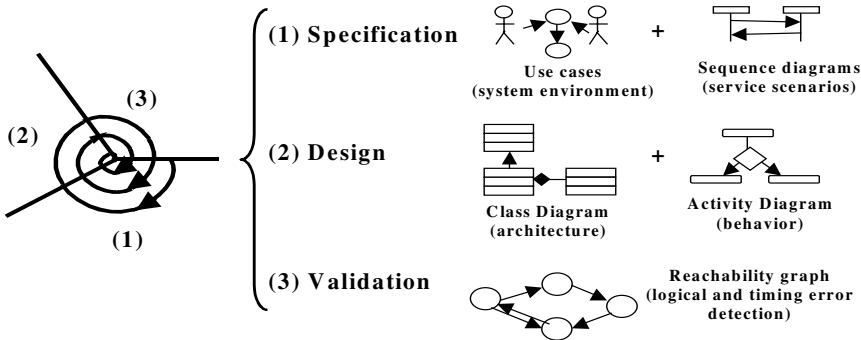 (1) Specification
+
Use cases
(system environment)
Sequence diagrams
(service scenarios)
(3)
(2)
(1)
(2) Design
+
Class Diagram
(architecture)
Activity Diagram
(behavior)
(3) Validation
Reachability graph
(logical and timing error
detection)